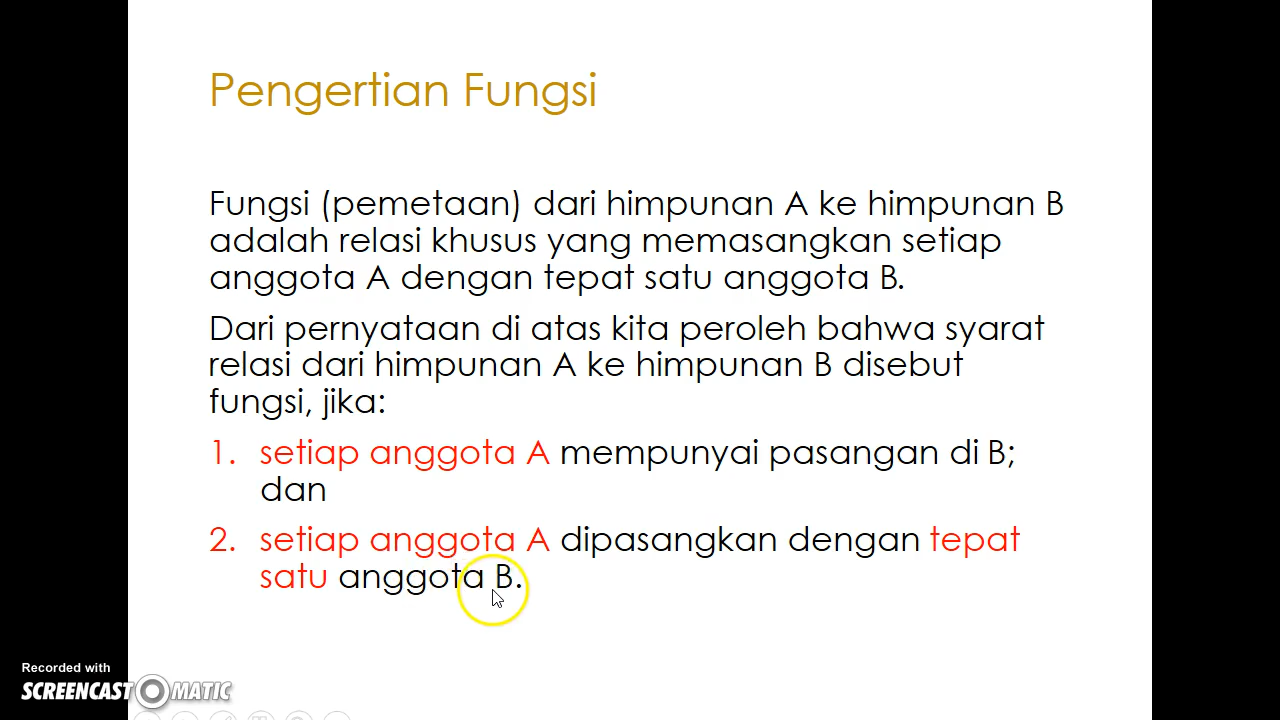 Pengertian Fungsi
Fungsi (pemetaan) dari himpunan A ke himpunan B
adalah relasi khusus yang memasangkan setiap
anggota A dengan tepat satu anggota B.
Dari pernyataan di atas kita peroleh bahwa syarat
relasi dari himpunan A ke himpunan B disebut
fungsi, jika:
1. setiap anggota A mempunyai pasangan di B;
dan
2. setiap anggota A dipasangkan dengan tepat
satu anggota B.
Recorded with
SCREENCAST MATIC